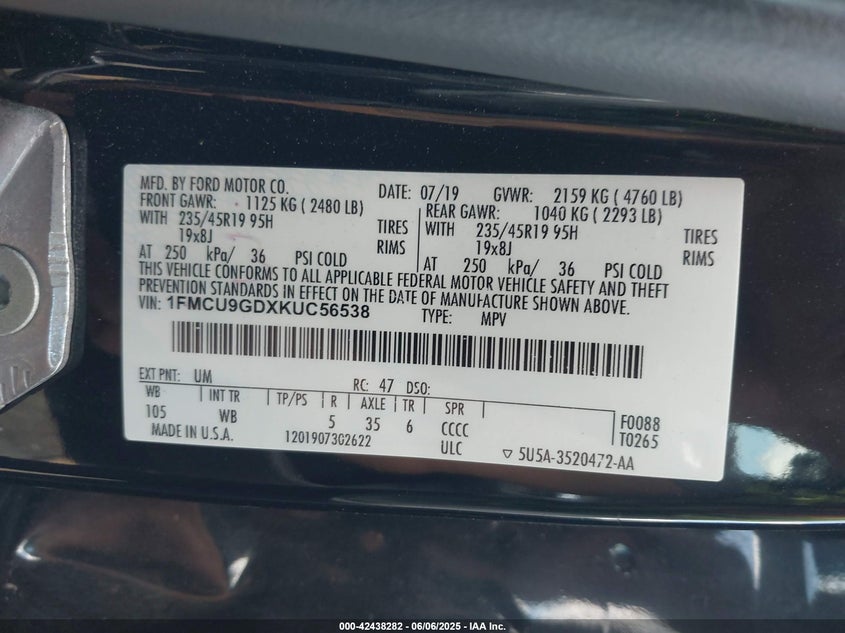 MFD. BY FORD MOTOR CO. DATE: 07/19 GVWR: 2159 KG ( 4760 LB)
FRONT GAWR: 1125 KG ( 2480 LB) REAR GAWR: 1040 KG ( 2293 LB)
WITH 235/45R19 95H TIRES WITH 235/45R19 95H TIRES
19x8J RIMS 19x8J RIMS
AT 250 kPa/ 36 PSI COLD AT 250 kPa/ 36 PSI COLD
THIS VEHICLE CONFORMS TO ALL APPLICABLE FEDERAL MOTOR VEHICLE SAFETY AND THEFT
PREVENTION STANDARDS IN EFFECT ON THE DATE OF MANUFACTURE SHOWN ABOVE.
VIN: 1FMCU9GDXKUC56538 TYPE: MPV
EXT PNT: UM RC: 47 DSO:
WB INT TR TP/PS R AXLE TR SPR F0088
105 WB 5 35 6 CCCC T0265
MADE IN U.S.A. 1201907302622 ULC ▽ 5U5A-3520472-AA
000-42438282 - 06/06/2025 - IAA Inc.